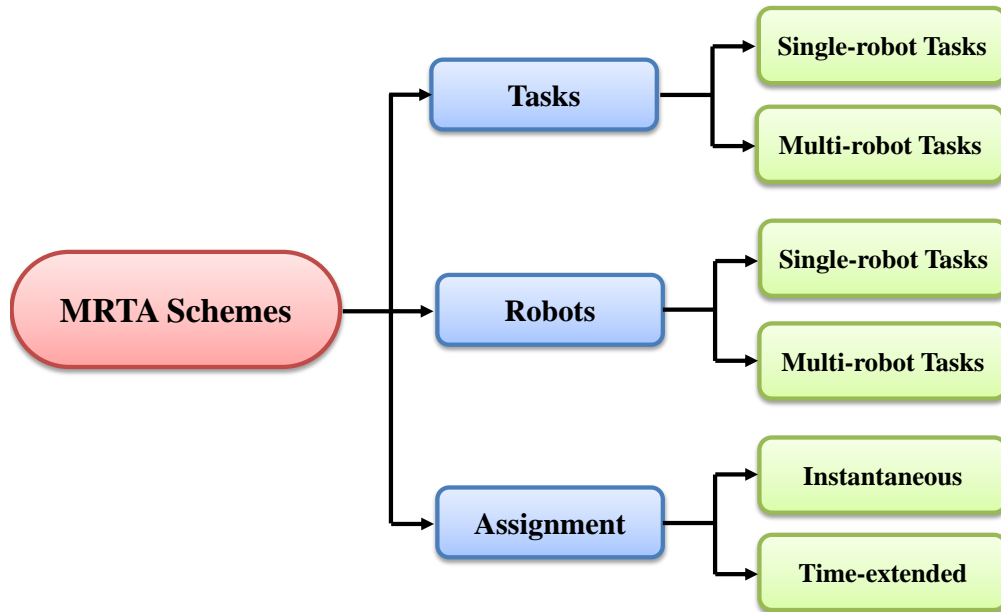 MRTA Schemes
Tasks
Single-robot Tasks
Multi-robot Tasks
Robots
Single-robot Tasks
Multi-robot Tasks
Assignment
Instantaneous
Time-extended